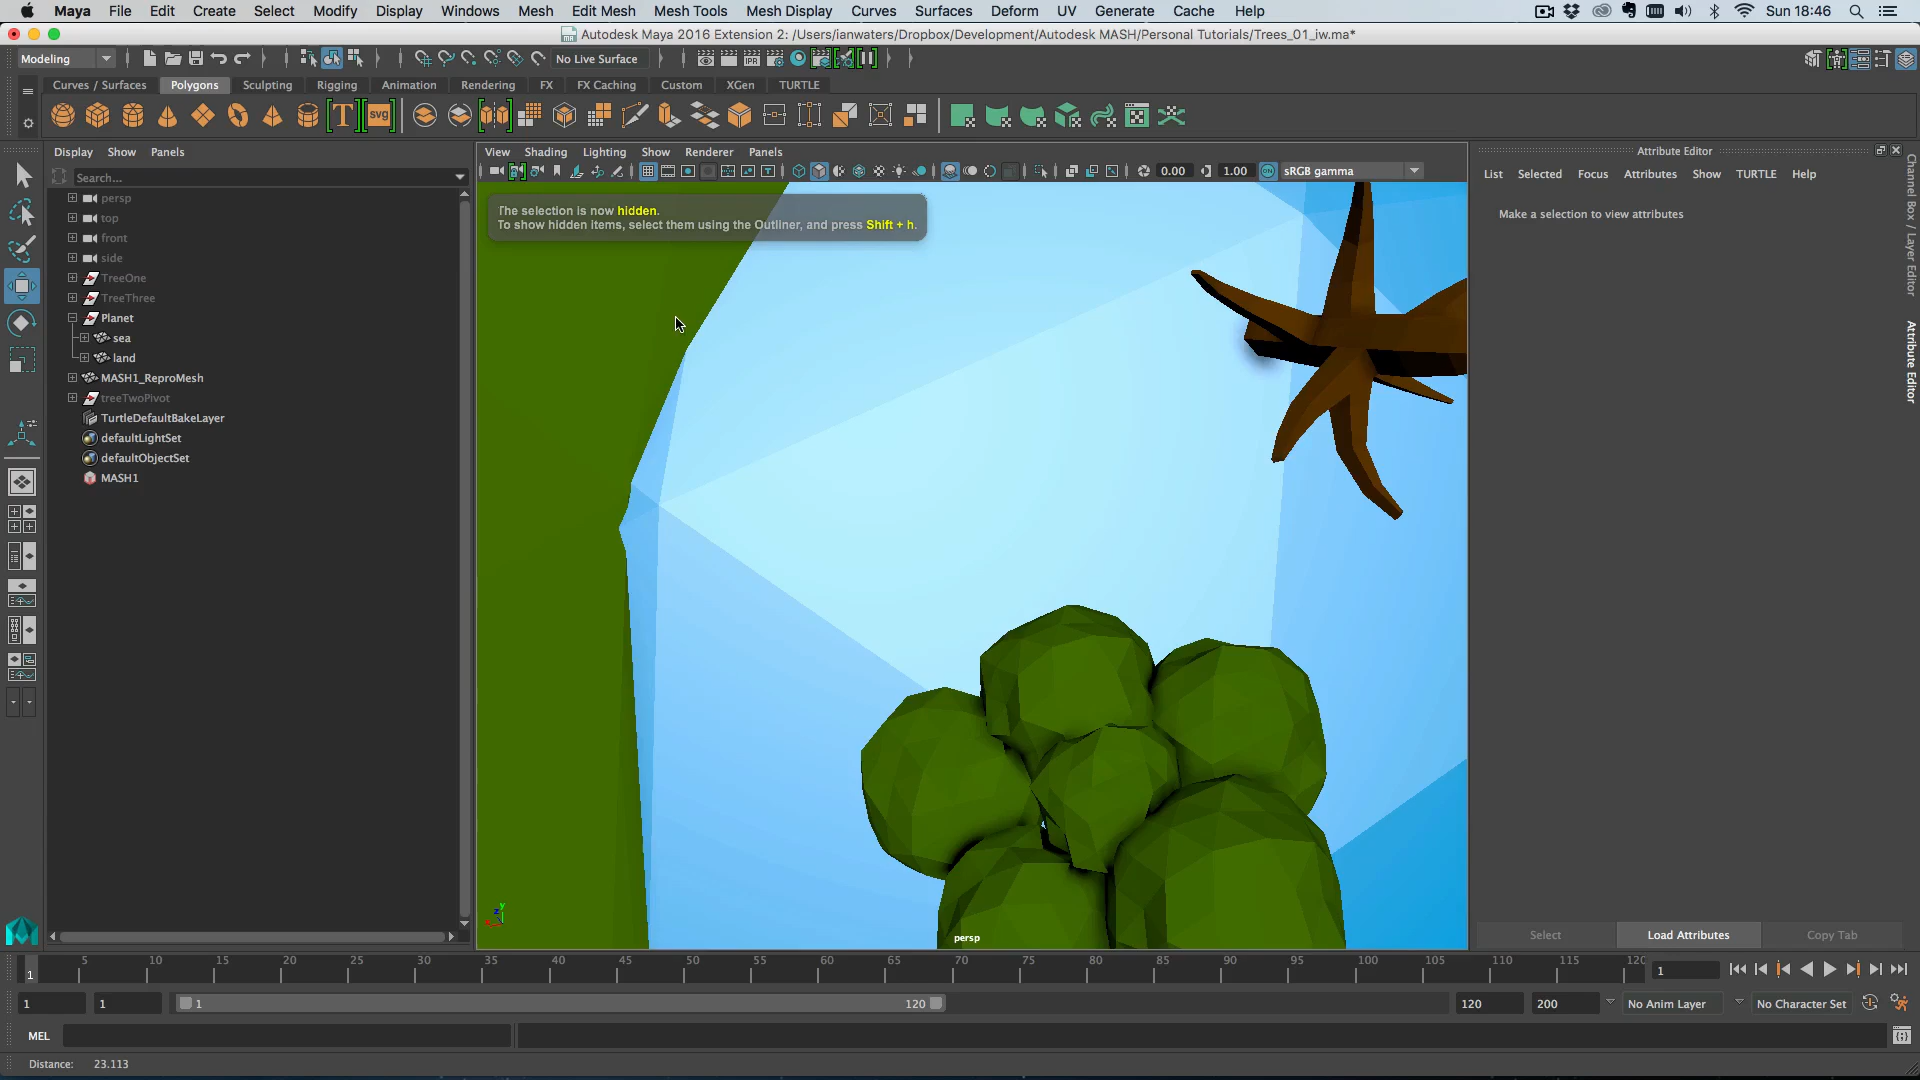 Maya File Edit Create Select Modify Display Windows Mesh Edit Mesh Mesh Tools Mesh Display Curves Surfaces Deform UV Generate Cache Help Sun 18:46
Autodesk Maya 2016 Extension 2: /Users/ianwaters/Dropbox/Development/Autodesk MASH/Personal Tutorials/Trees_01_iw.ma*
Modeling No Live Surface
Curves / Surfaces Polygons Sculpting Rigging Animation Rendering FX FX Caching Custom XGen TURTLE
T svg
Display Show Panels
Search...
persp
top
front
side
TreeOne
TreeThree
Planet
sea
land
MASH1_ReproMesh
treeTwoPivot
TurtleDefaultBakeLayer
defaultLightSet
defaultObjectSet
MASH1
View Shading Lighting Show Renderer Panels
0.00 1.00 sRGB gamma
The selection is now hidden.
To show hidden items, select them using the Outliner, and press Shift + h.
persp
Attribute Editor
List Selected Focus Attributes Show TURTLE Help
Make a selection to view attributes
Channel Box / Layer Editor
Attribute Editor
Select Load Attributes Copy Tab
1 5 10 15 20 25 30 35 40 45 50 55 60 65 70 75 80 85 90 95 100 105 110 115 120 1
1 1 1 120 120 200 No Anim Layer No Character Set
MEL
Distance: 23.113